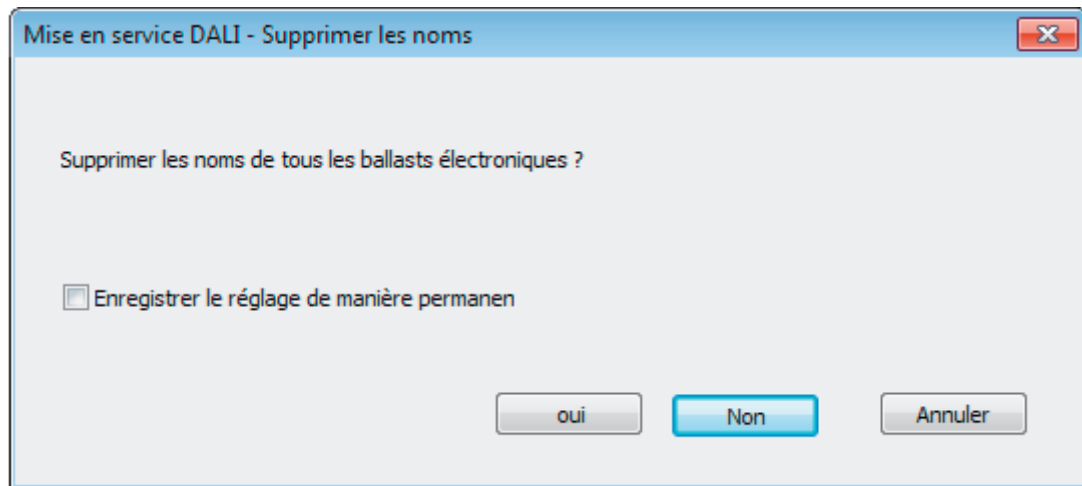 Mise en service DALI - Supprimer les noms
Supprimer les noms de tous les ballasts électroniques ?
Enregistrer le réglage de manière permanen
oui
Non
Annuler